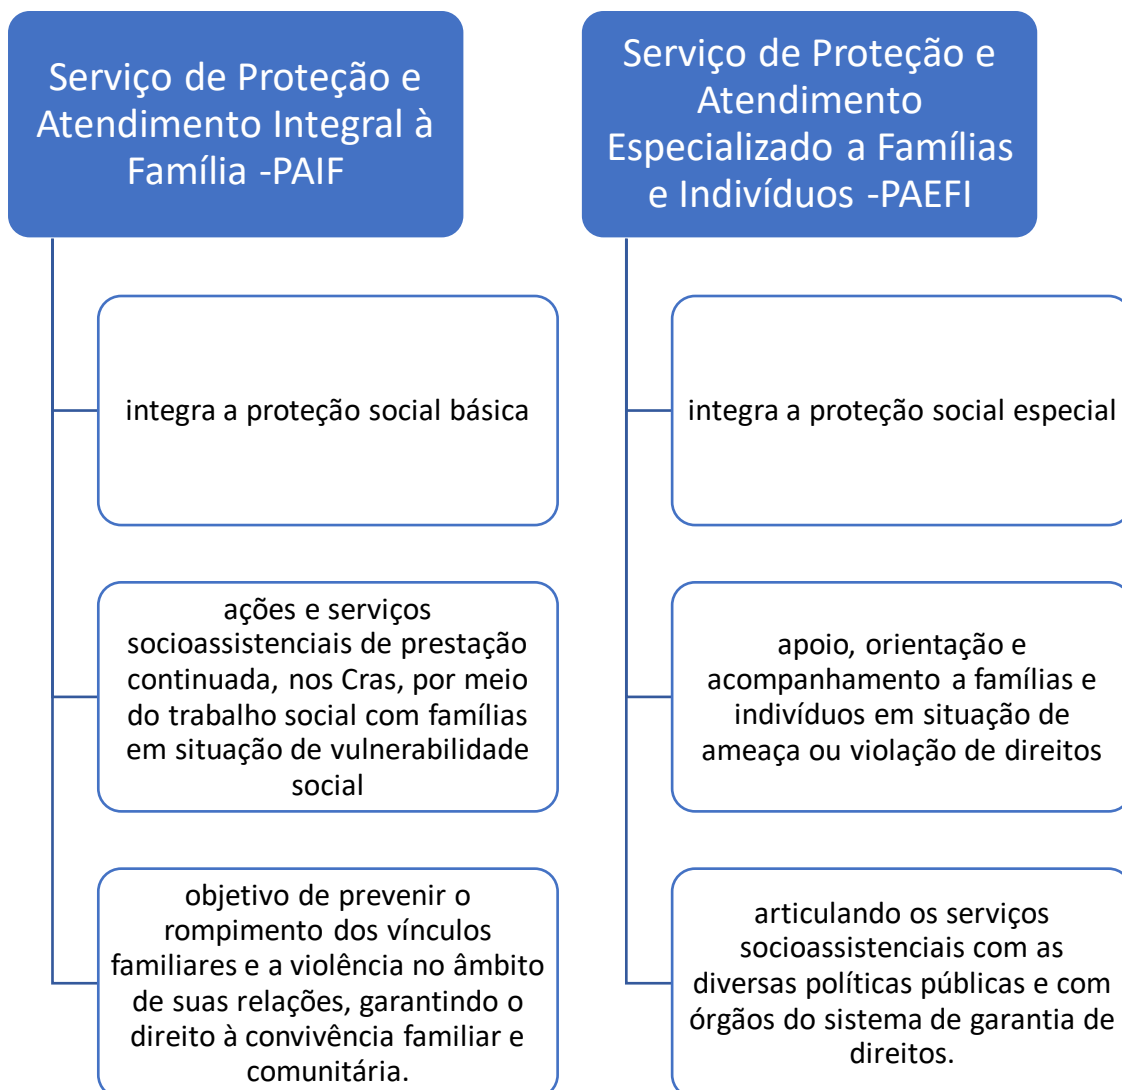 Serviço de Proteção e
Atendimento Integral à
Família -PAIF
integra a proteção social básica
ações e serviços
socioassistenciais de prestação
continuada, nos Cras, por meio
do trabalho social com famílias
em situação de vulnerabilidade
social
objetivo de prevenir o
rompimento dos vínculos
familiares e a violência no âmbito
de suas relações, garantindo o
direito à convivência familiar e
comunitária.
Serviço de Proteção e
Atendimento
Especializado a Famílias
e Indivíduos -PAEFI
integra a proteção social especial
apoio, orientação e
acompanhamento a famílias e
indivíduos em situação de
ameaça ou violação de direitos
articulando os serviços
socioassistenciais com as
diversas políticas públicas e com
órgãos do sistema de garantia de
direitos.